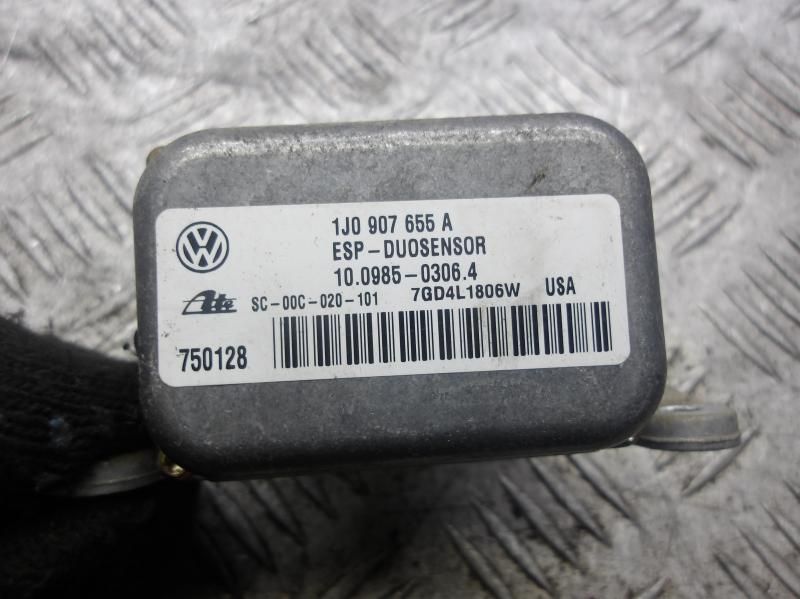 1J0 907 655 A
ESP-DUOSENSOR
10.0985-0306.4
Ate SC-00C-020-101 7GD4L1806W USA
750128